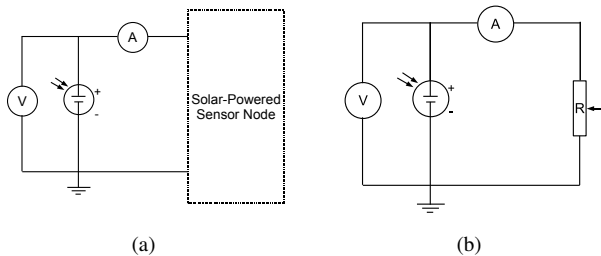 A
V
+
-
Solar-Powered
Sensor Node
(a)
A
V
+
-
R
(b)